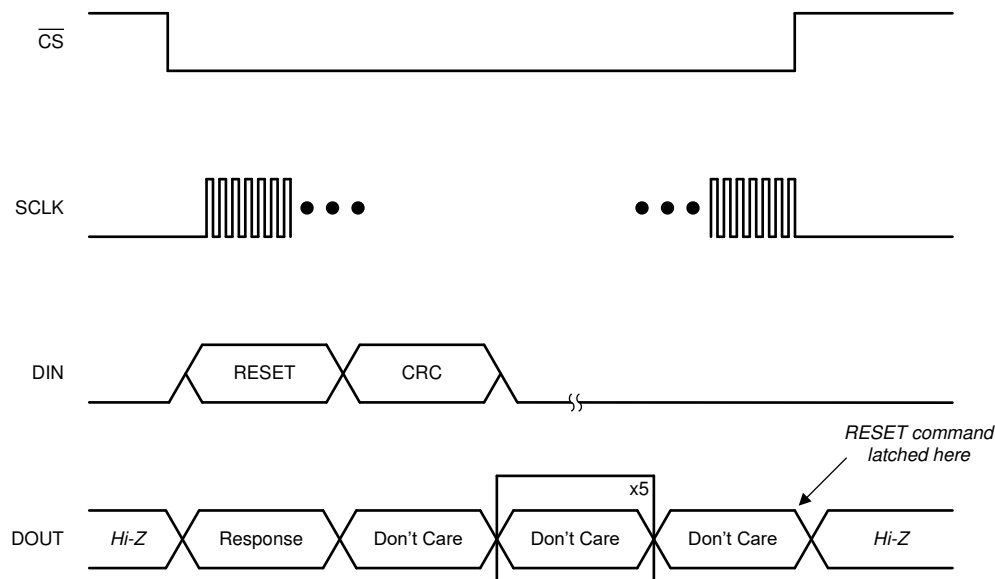 CS
SCLK
DIN
RESET
CRC
RESET command
latched here
x5
DOUT
Hi-Z
Response
Don't Care
Don't Care
Don't Care
Hi-Z